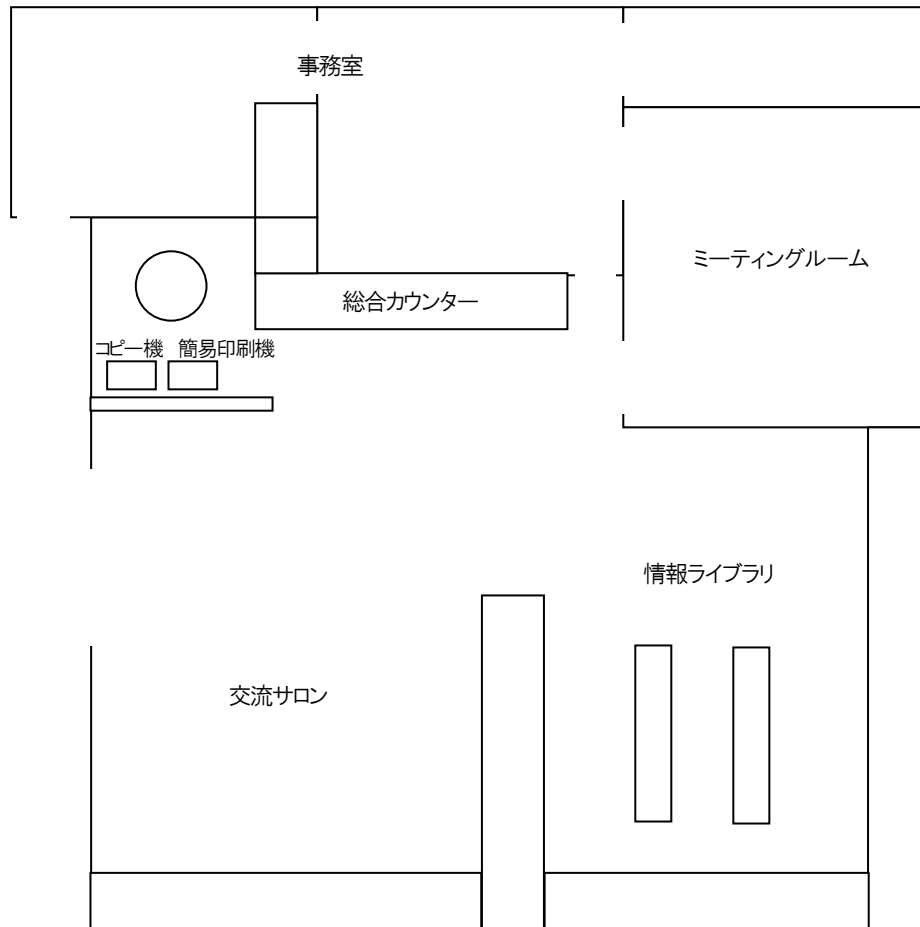 事務室
ミーティングルーム
総合カウンター
コピー機　簡易印刷機
情報ライブラリ
交流サロン